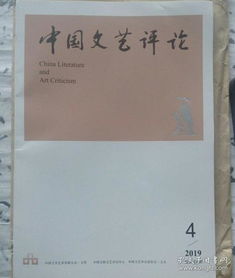 中国文艺评论
China Literature
and
Art Criticism
4
2019